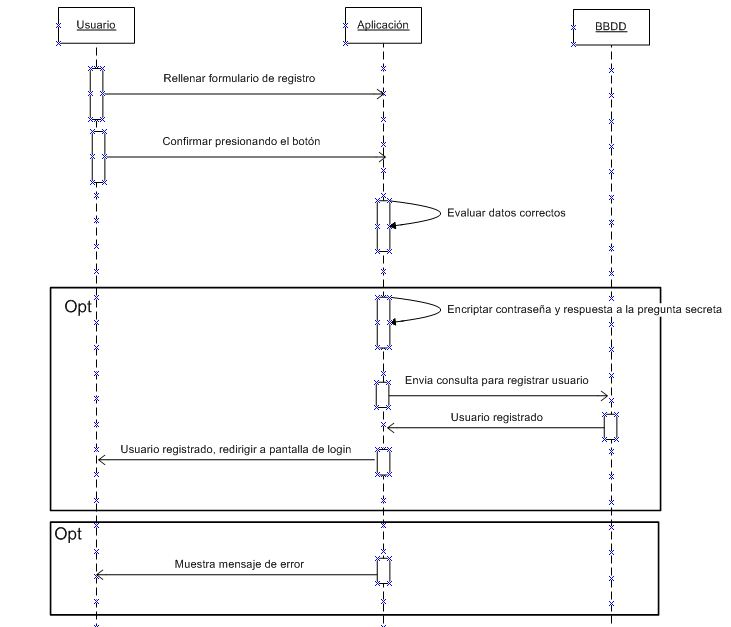 Usuario
Aplicación
BBDD
Rellenar formulario de registro
Confirmar presionando el botón
Evaluar datos correctos
Opt
Encriptar contraseña y respuesta a la pregunta secreta
Envia consulta para registrar usuario
Usuario registrado
Usuario registrado, redirigir a pantalla de login
Opt
Muestra mensaje de error